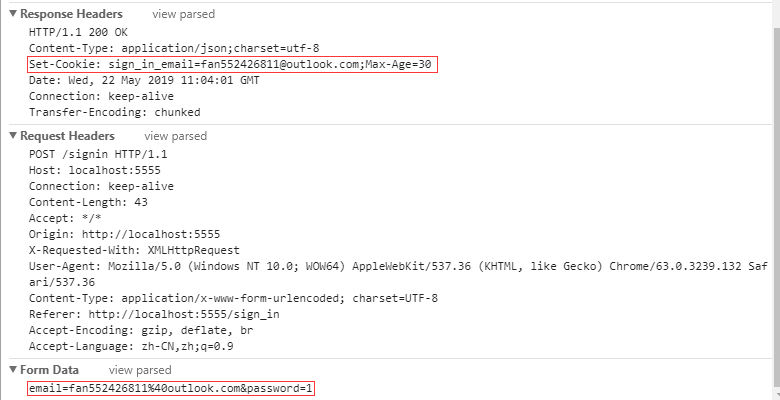 Response Headers view parsed
HTTP/1.1 200 OK
Content-Type: application/json;charset=utf-8
Set-Cookie: sign_in_email=fan552426811@outlook.com;Max-Age=30
Date: Wed, 22 May 2019 11:04:01 GMT
Connection: keep-alive
Transfer-Encoding: chunked
Request Headers view parsed
POST /signin HTTP/1.1
Host: localhost:5555
Connection: keep-alive
Content-Length: 43
Accept: */*
Origin: http://localhost:5555
X-Requested-With: XMLHttpRequest
User-Agent: Mozilla/5.0 (Windows NT 10.0; WOW64) AppleWebKit/537.36 (KHTML, like Gecko) Chrome/63.0.3239.132 Saf
ari/537.36
Content-Type: application/x-www-form-urlencoded; charset=UTF-8
Referer: http://localhost:5555/sign_in
Accept-Encoding: gzip, deflate, br
Accept-Language: zh-CN,zh;q=0.9
Form Data view parsed
email=fan552426811%40outlook.com&password=1